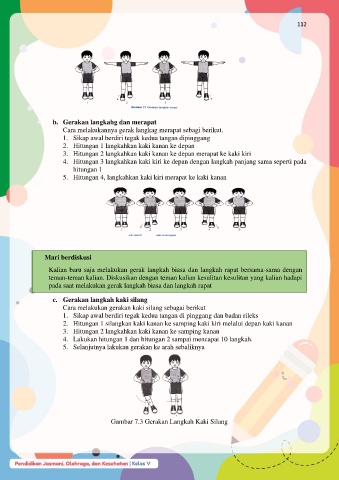 112
b. Gerakan langkahg dan merapat
Cara melakukannya gerak langkag merapat sebagi berikut.
1. Sikap awal berdiri tegak kedua tangan dipinggang
2. Hitungan 1 langkahkan kaki kanan ke depan
3. Hitungan 2 langkahkan kaki kanan ke depan merapat ke kaki kiri
4. Hitungan 3 langkahkan kaki kiri ke depan dengan langkah panjang sama seperti pada
hitungan 1
5. Hitungan 4, langkahkan kaki kiri merapat ke kaki kanan
Mari berdiskusi
Kalian baru saja melakukan gerak langkah biasa dan langkah rapat bersama-sama dengan
teman-teman kalian. Diskusikan dengan teman kalian kesulitan kesulitan yang kalian hadapi
pada saat melakukan gerak langkah biasa dan langkah rapat
c. Gerakan langkah kaki silang
Cara melakukan gerakan kaki silang sebagai berikut
1. Sikap awal berdiri tegak kedua tangan di pinggang dan badan rileks
2. Hitungan 1 silangkan kaki kanan ke samping kaki kiri melalui depan kaki kanan
3. Hitungan 2 langkahkan kaki kanan ke samping kanan
4. Lakukan hitungan 1 dan hitungan 2 sampai mencapai 10 langkah.
5. Selanjutnya lakukan gerakan ke arah sebaliknya
Gambar 7.3 Gerakan Langkah Kaki Silang
Pendidikan Jasmani, Olahraga, dan Kesehatan | Kelas V